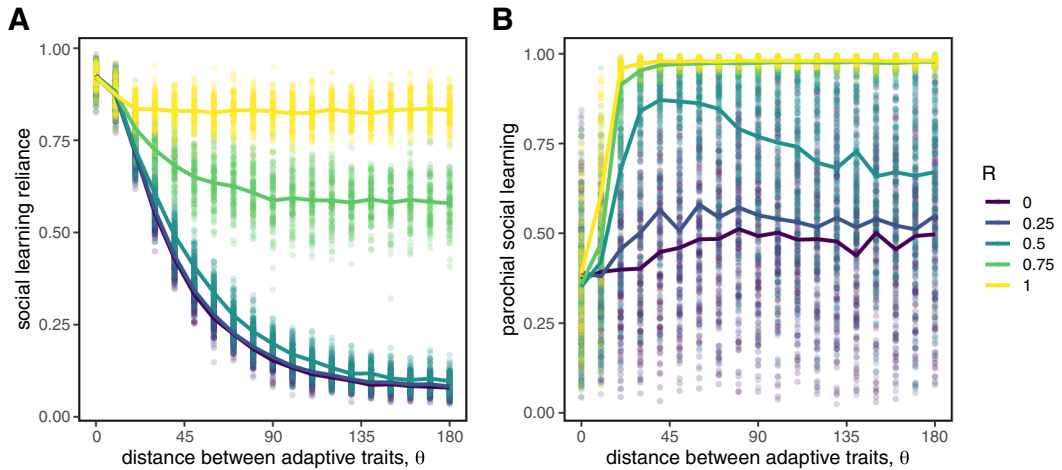 A
B
social learning reliance
1.00
0.75
0.50
0.25
0.00
0 45 90 135 180
distance between adaptive traits, θ
parochial social learning
1.00
0.75
0.50
0.25
0.00
0 45 90 135 180
distance between adaptive traits, θ
R
0
0.25
0.5
0.75
1